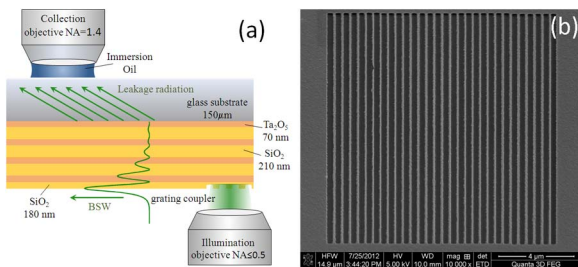 Collection
objective NA=1.4
(a)
Immersion
Oil
Leakage radiation
glass substrate
150µm
Ta₂O₅
70 nm
SiO₂
210 nm
SiO₂
180 nm
BSW
grating coupler
Illumination
objective NA≤0.5
(b)
HFW 7/25/2012 HV WD mag det 4 µm
14.9 µm 3:44:20 PM 5.00 kV 10.0 mm 10 000 x ETD Quanta 3D FEG